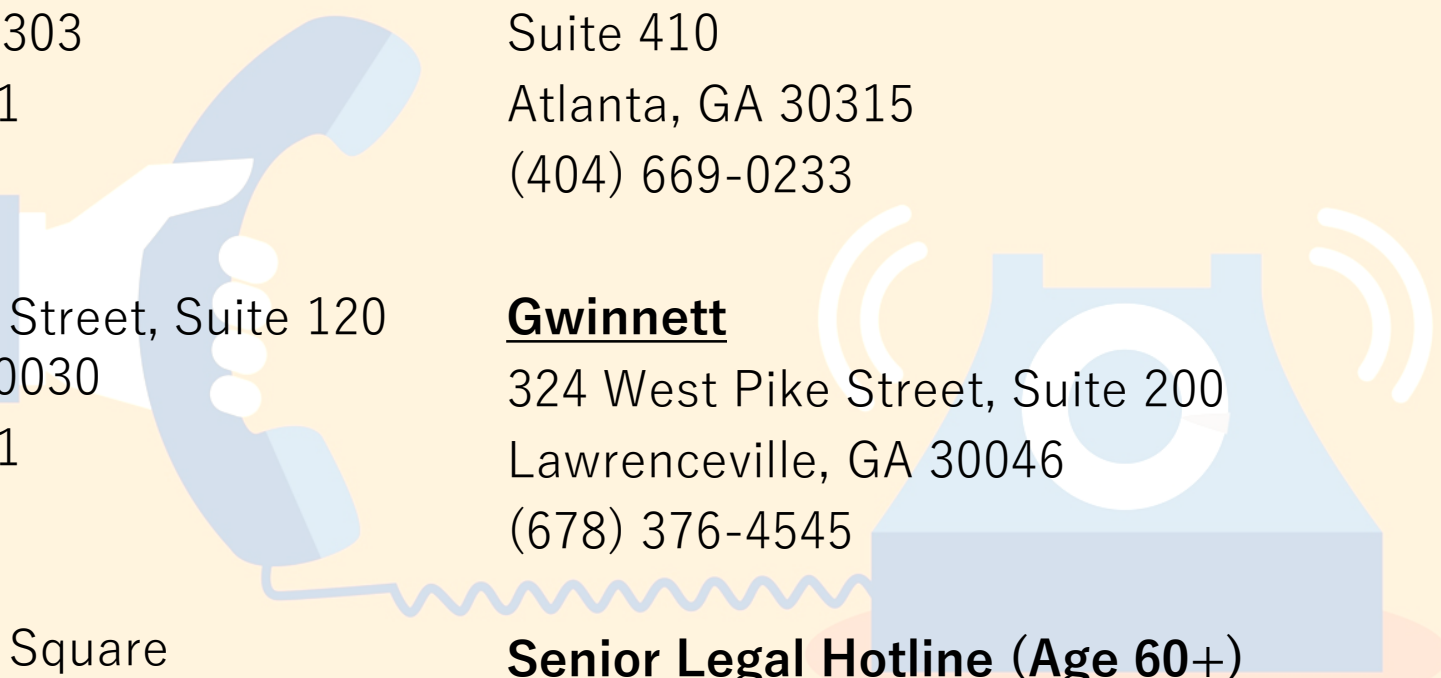 303
1
Street, Suite 120
0030
1
Square
Suite 410
Atlanta, GA 30315
(404) 669-0233
Gwinnett
324 West Pike Street, Suite 200
Lawrenceville, GA 30046
(678) 376-4545
Senior Legal Hotline (Age 60+)